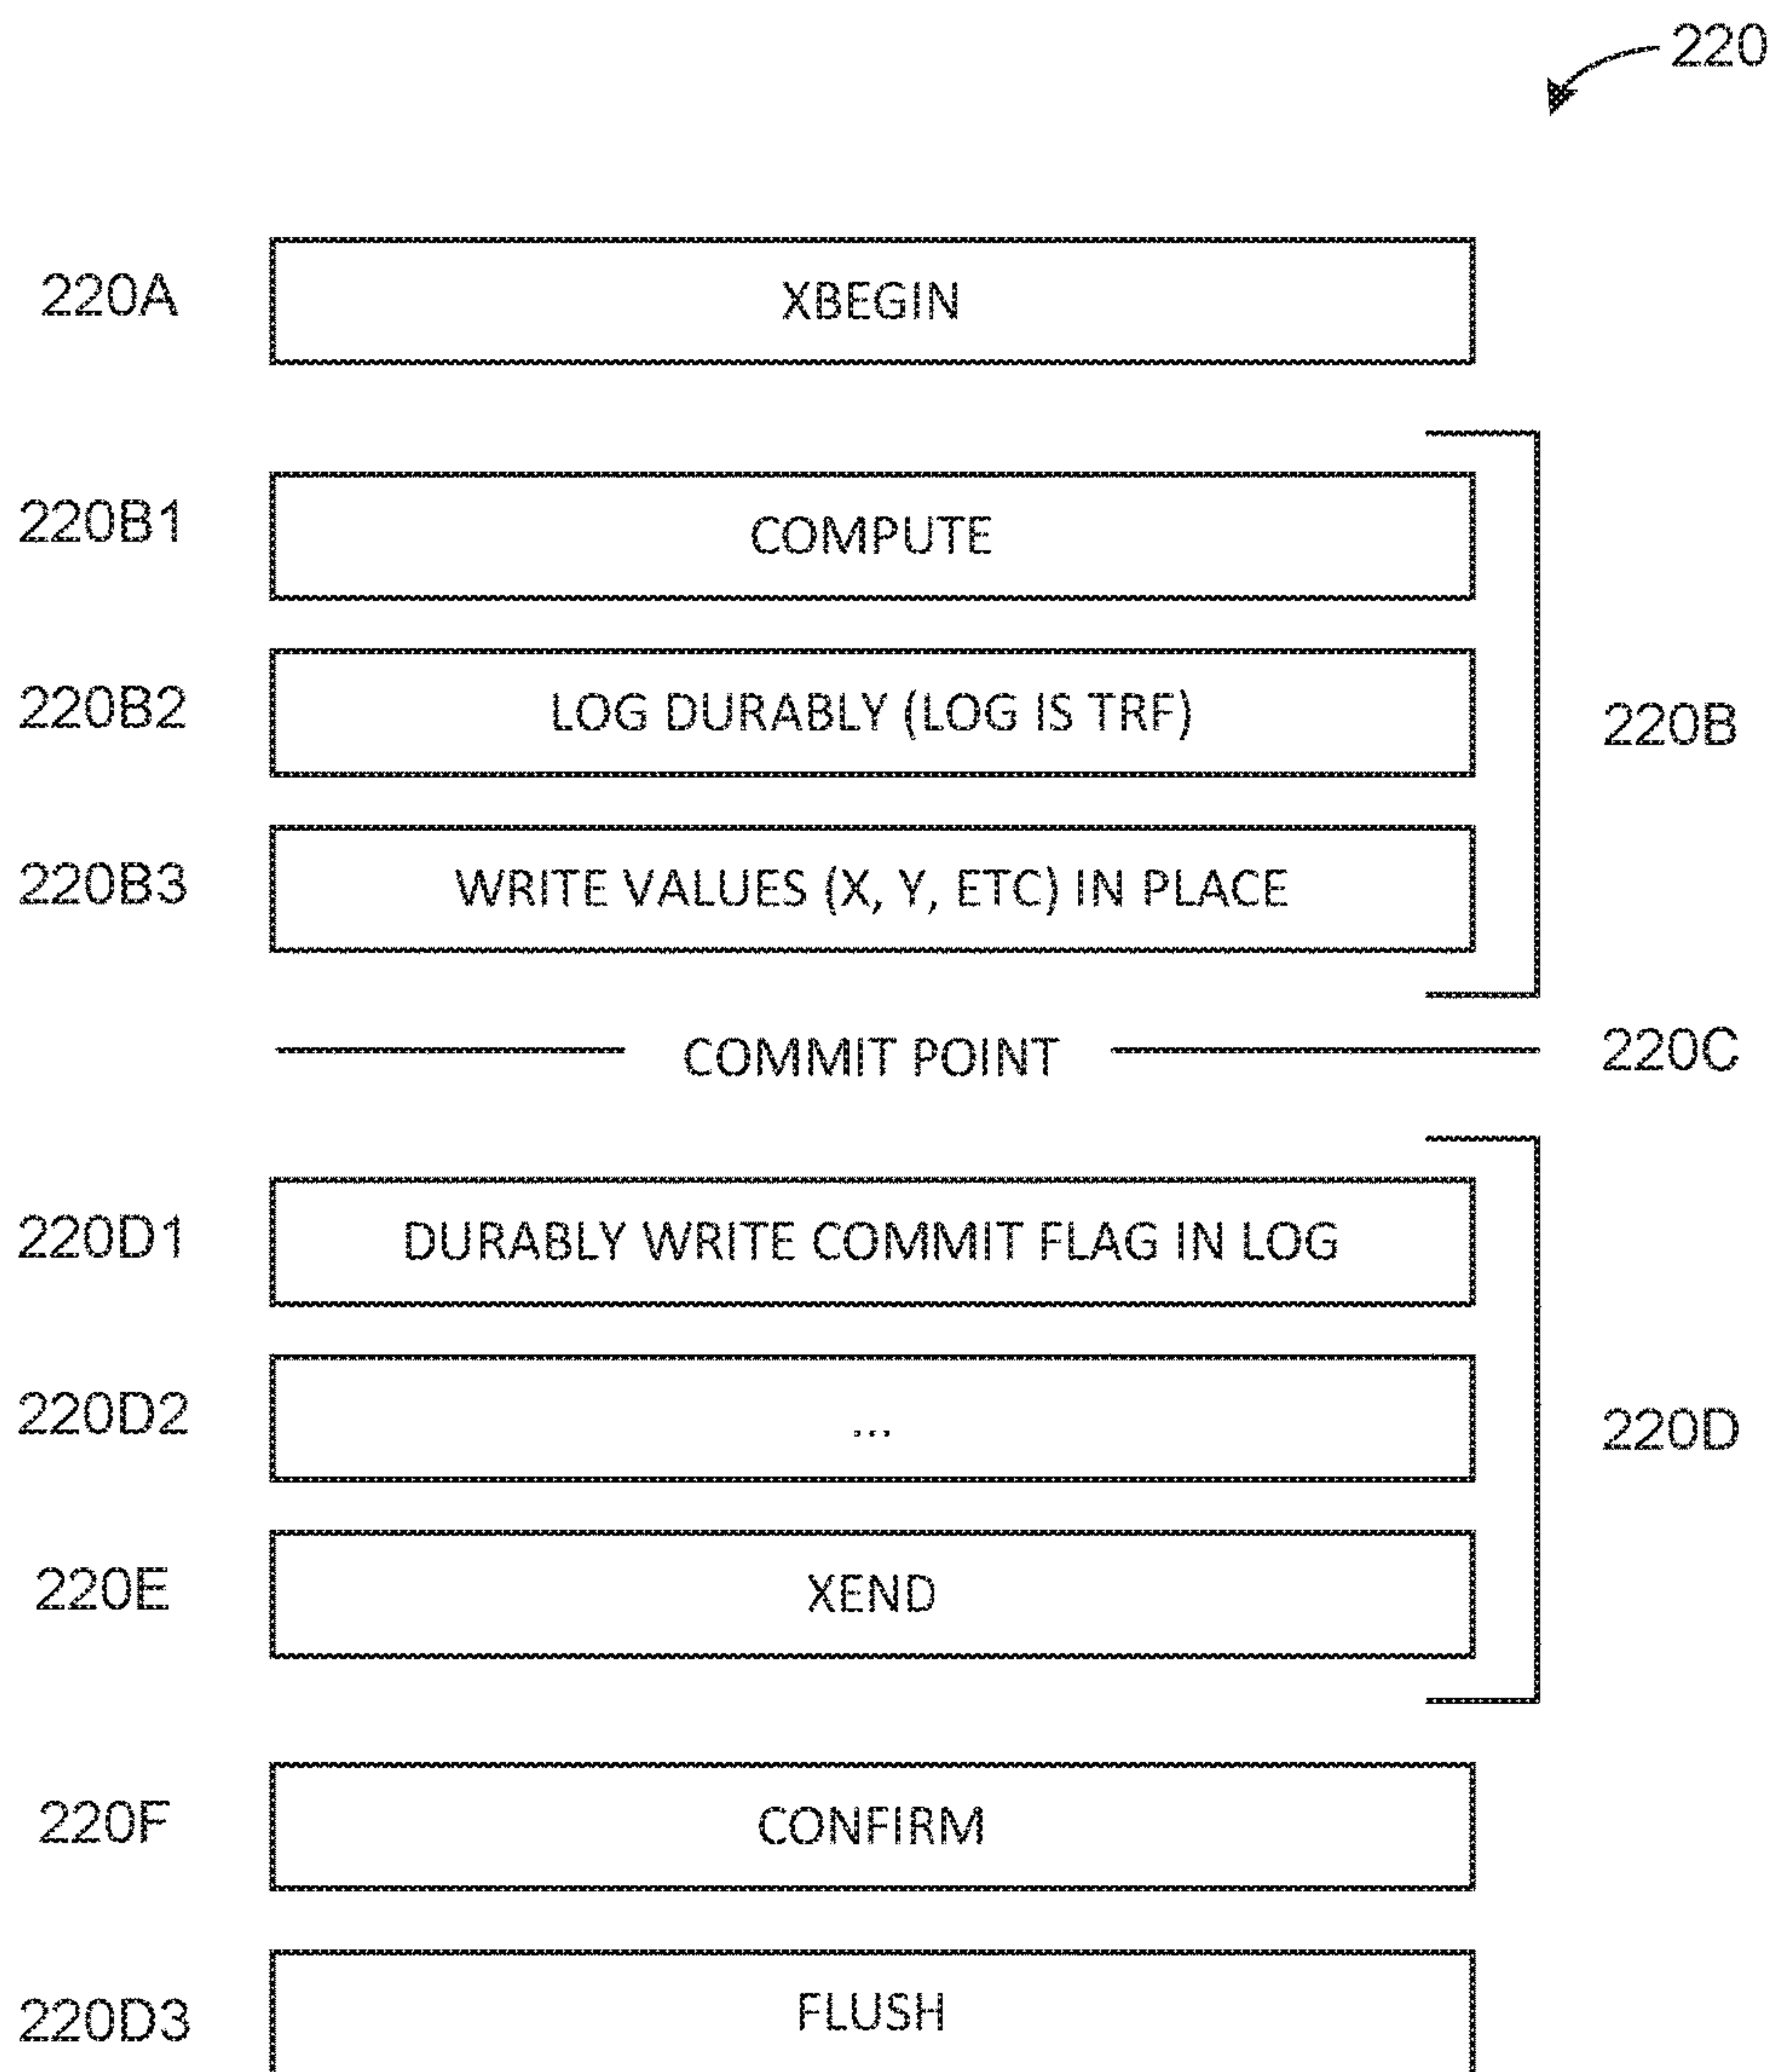 220
220A XBEGIN
220B1 COMPUTE
220B2 LOG DURABLY (LOG IS TRF)
220B
220B3 WRITE VALUES (X, Y, ETC) IN PLACE
COMMIT POINT 220C
220D1 DURABLY WRITE COMMIT FLAG IN LOG
220D2 ...
220D
220E XEND
220F CONFIRM
220D3 FLUSH